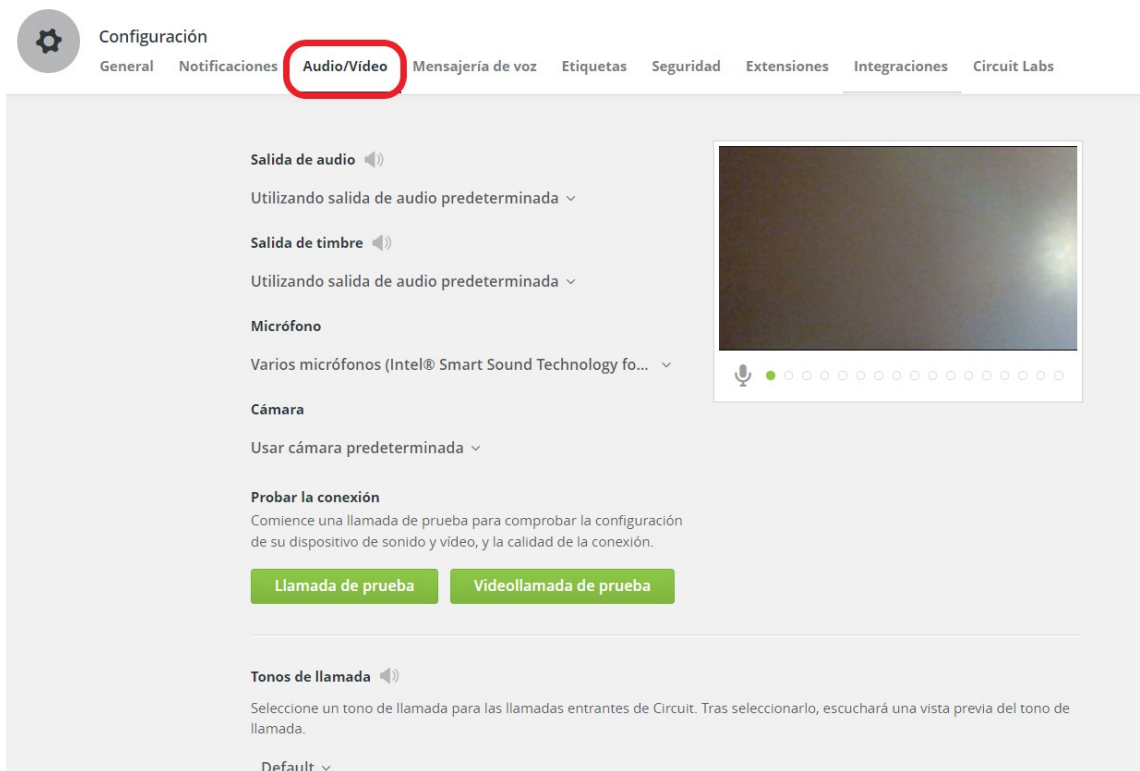 Configuración
General Notificaciones Audio/Vídeo Mensajería de voz Etiquetas Seguridad Extensiones Integraciones Circuit Labs
Salida de audio
Utilizando salida de audio predeterminada
Salida de timbre
Utilizando salida de audio predeterminada
Micrófono
Varios micrófonos (Intel® Smart Sound Technology fo...
Cámara
Usar cámara predeterminada
Probar la conexión
Comience una llamada de prueba para comprobar la configuración
de su dispositivo de sonido y vídeo, y la calidad de la conexión.
Llamada de prueba Videollamada de prueba
Tonos de llamada
Seleccione un tono de llamada para las llamadas entrantes de Circuit. Tras seleccionarlo, escuchará una vista previa del tono de
llamada.
Default